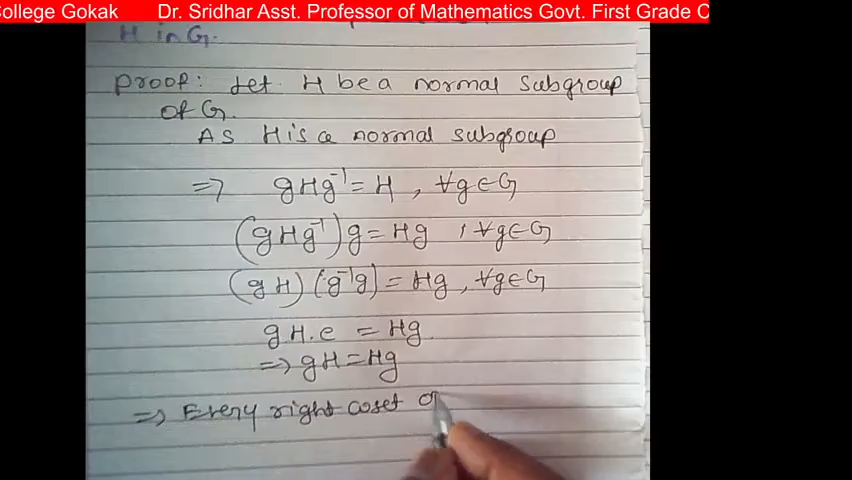 College Gokak Dr. Sridhar Asst. Professor of Mathematics Govt. First Grade C
H in G.
Proof: Let H be a normal subgroup
of G.
As H is a normal subgroup
=> gHg⁻¹ = H , ∀g∈G
(gHg⁻¹)g = Hg , ∀g∈G
(gH)(g⁻¹g) = Hg , ∀g∈G
gH.e = Hg
=> gH = Hg
=> Every right coset